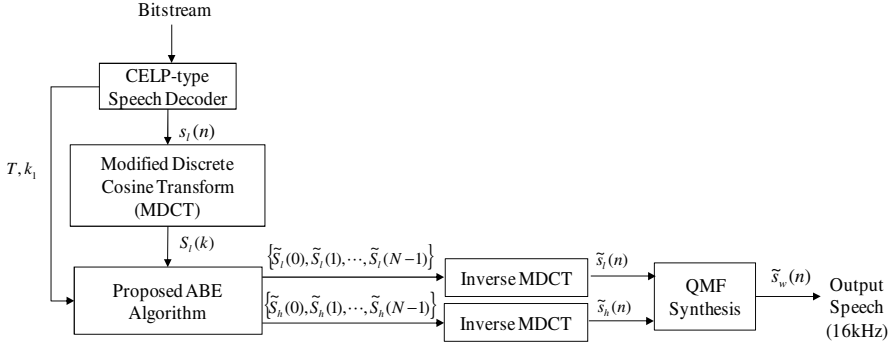 Bitstream
CELP-type
Speech Decoder
s_l(n)
T, k_1
Modified Discrete
Cosine Transform
(MDCT)
S_l(k)
Proposed ABE
Algorithm
{S̃_l(0), S̃_l(1), ⋯, S̃_l(N−1)}
{S̃_h(0), S̃_h(1), ⋯, S̃_h(N−1)}
Inverse MDCT
Inverse MDCT
s̃_l(n)
s̃_h(n)
QMF
Synthesis
s̃_w(n)
Output
Speech
(16kHz)